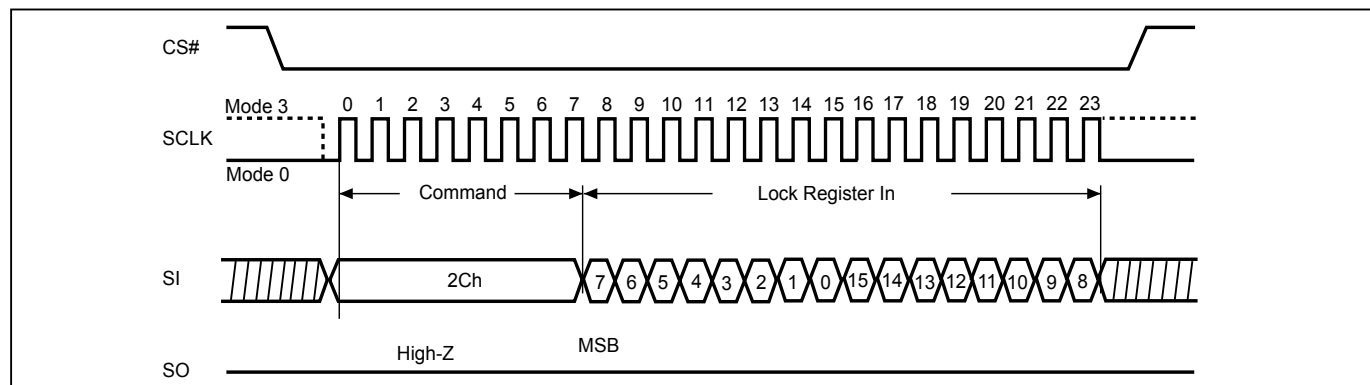 CS#
Mode 3
0 1 2 3 4 5 6 7 8 9 10 11 12 13 14 15 16 17 18 19 20 21 22 23
SCLK
Mode 0
Command
Lock Register In
SI
2Ch
7 6 5 4 3 2 1 0 15 14 13 12 11 10 9 8
High-Z
MSB
SO